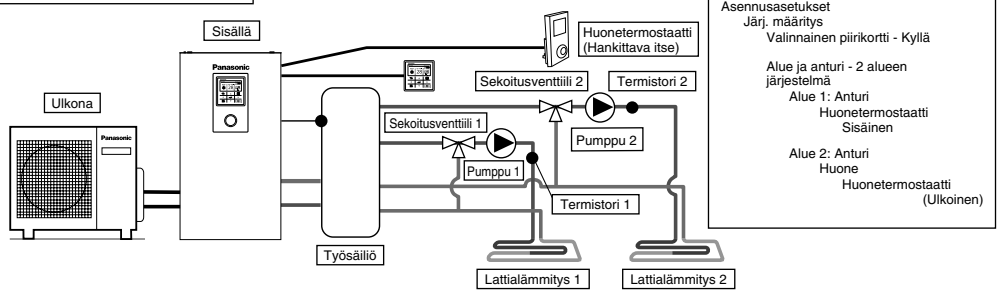 Sisällä
Panasonic
Huonetermostaatti
(Hankittava itse)
Ulkona
Panasonic
Sekoitusventtiili 2
Termistori 2
Sekoitusventtiili 1
Pumppu 2
Pumppu 1
Termistori 1
Työsäiliö
Lattialämmitys 1
Lattialämmitys 2
Asennusasetukset
Järj. määritys
Valinnainen piirikortti - Kyllä
Alue ja anturi - 2 alueen
järjestelmä
Alue 1: Anturi
Huonetermostaatti
Sisäinen
Alue 2: Anturi
Huone
Huonetermostaatti
(Ulkoinen)